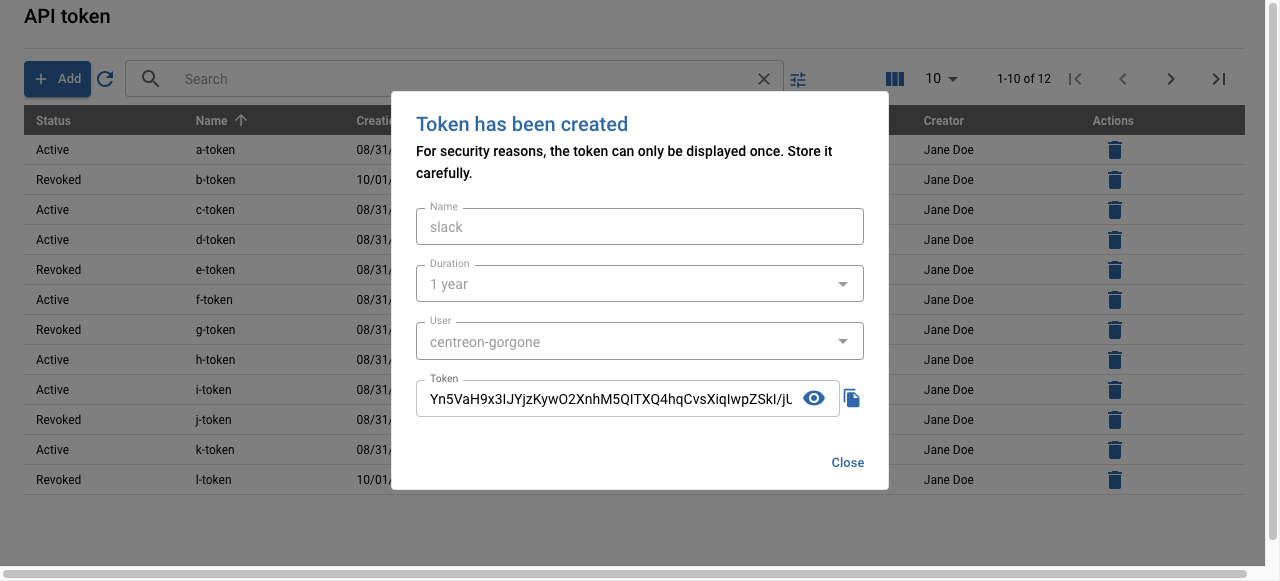 API token
Add
Search
10
1-10 of 12
Status Name Creati Creator Actions
Active a-token 08/31/ Jane Doe
Revoked b-token 10/01/ Jane Doe
Active c-token 08/31/ Jane Doe
Active d-token 08/31/ Jane Doe
Revoked e-token 08/31/ Jane Doe
Active f-token 08/31/ Jane Doe
Revoked g-token 08/31/ Jane Doe
Active h-token 08/31/ Jane Doe
Active i-token 08/31/ Jane Doe
Revoked j-token 08/31/ Jane Doe
Active k-token 08/31/ Jane Doe
Revoked l-token 10/01/ Jane Doe
Token has been created
For security reasons, the token can only be displayed once. Store it
carefully.
Name
slack
Duration
1 year
User
centreon-gorgone
Token
Close